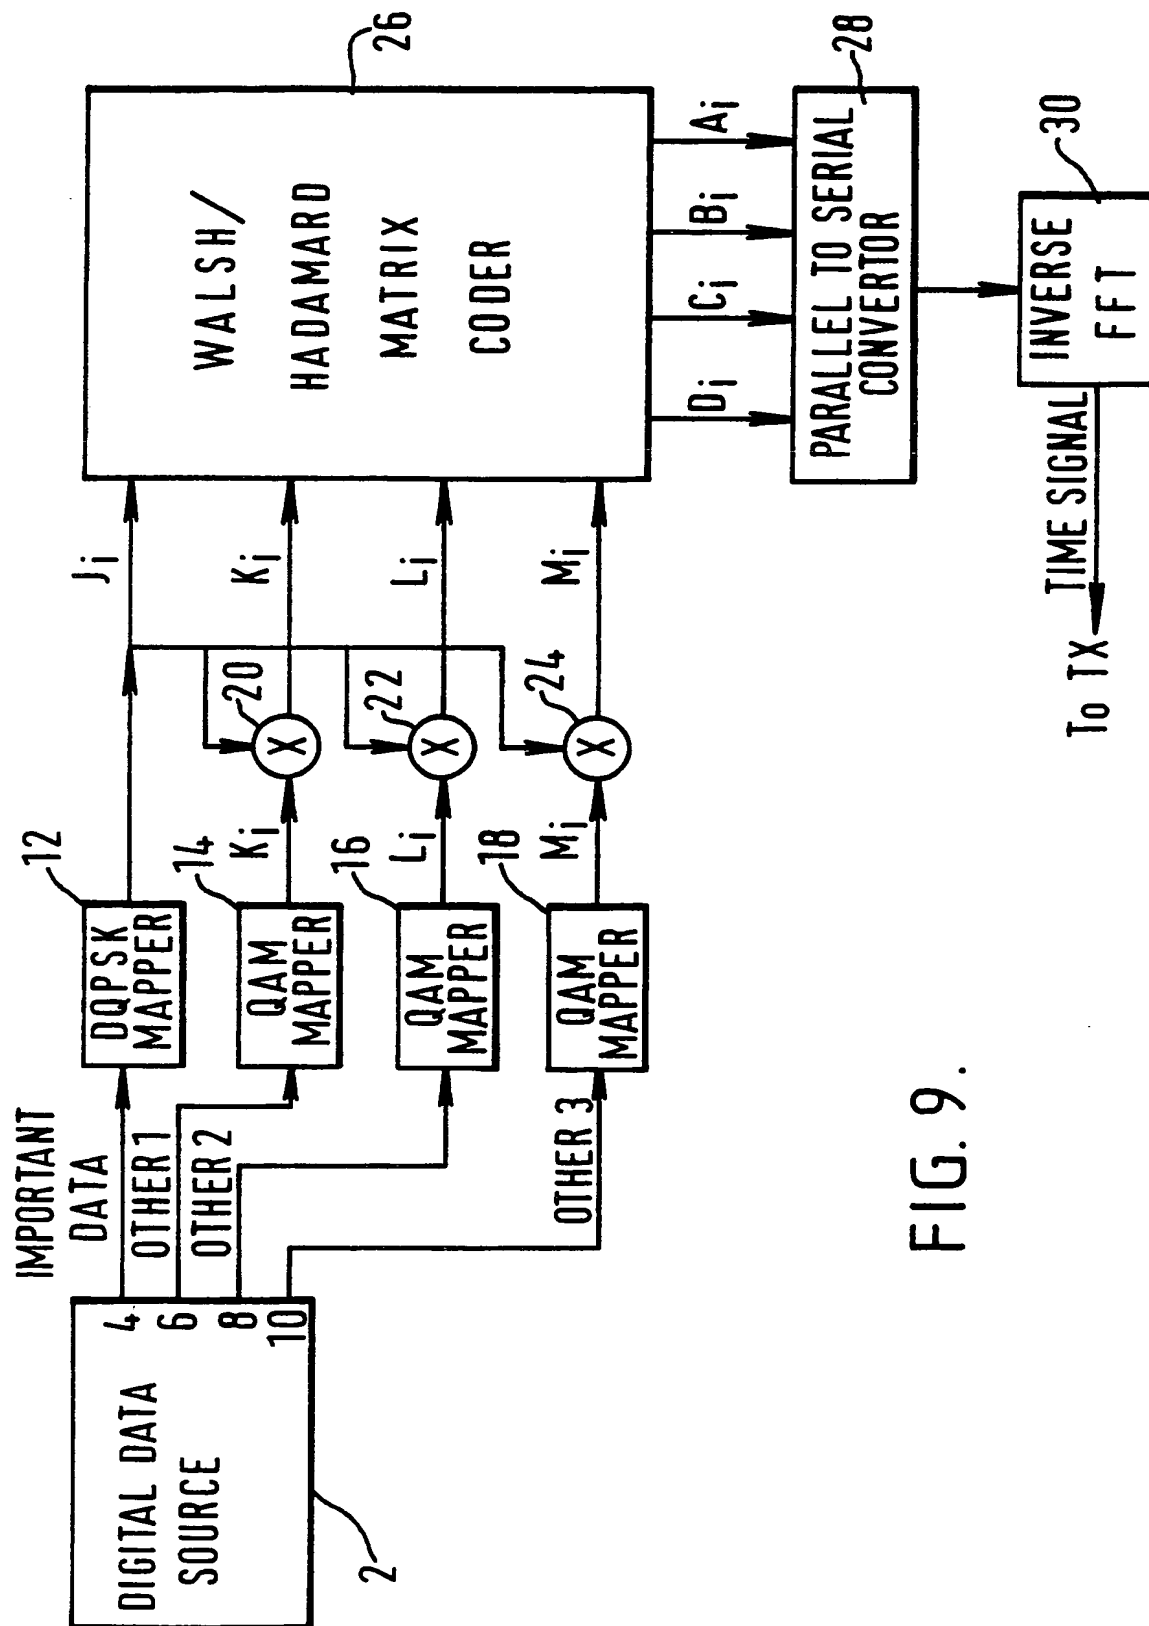 DIGITAL DATA
SOURCE
2
4
6
8
10
IMPORTANT
DATA
OTHER 1
OTHER 2
OTHER 3
DQPSK
MAPPER
12
QAM
MAPPER
14
QAM
MAPPER
16
QAM
MAPPER
18
Ki
Li
Mi
X
20
X
22
X
24
Ji
Ki
Li
Mi
WALSH/
HADAMARD
MATRIX
CODER
26
Di
Ci
Bi
Ai
PARALLEL TO SERIAL
CONVERTOR
28
INVERSE
FFT
30
TIME SIGNAL
To TX
FIG. 9.